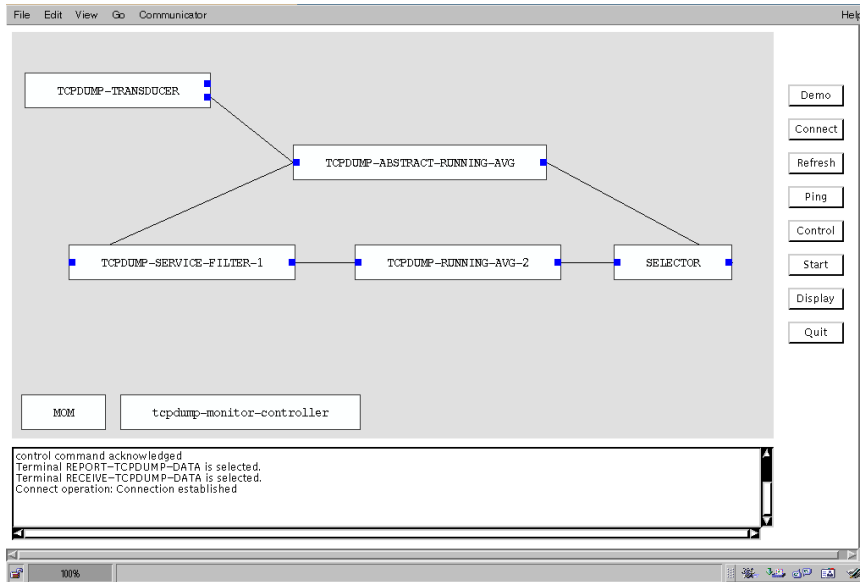 File Edit View Go Communicator Help
TCPDUMP-TRANSDUCER
Demo
Connect
TCPDUMP-ABSTRACT-RUNNING-AVG
Refresh
Ping
Control
TCPDUMP-SERVICE-FILTER-1
TCPDUMP-RUNNING-AVG-2
SELECTOR
Start
Display
Quit
MOM
tcpdump-monitor-controller
control command acknowledged
Terminal REPORT-TCPDUMP-DATA is selected.
Terminal RECEIVE-TCPDUMP-DATA is selected.
Connect operation: Connection established
100%